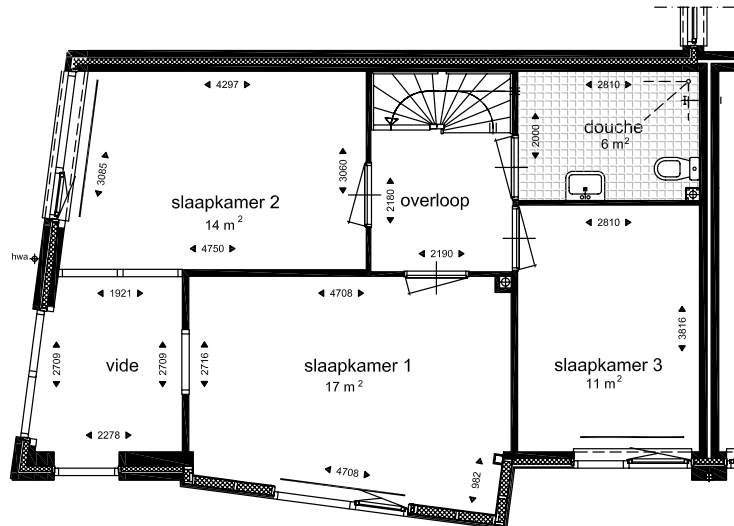 4297
2810
douche
6 m²
2000
3085
3060
slaapkamer 2
14 m²
overloop
2180
4750
2190
2810
hwa
1921
4708
vide
2709
2709
2716
slaapkamer 1
17 m²
slaapkamer 3
11 m²
3816
2278
4708
982